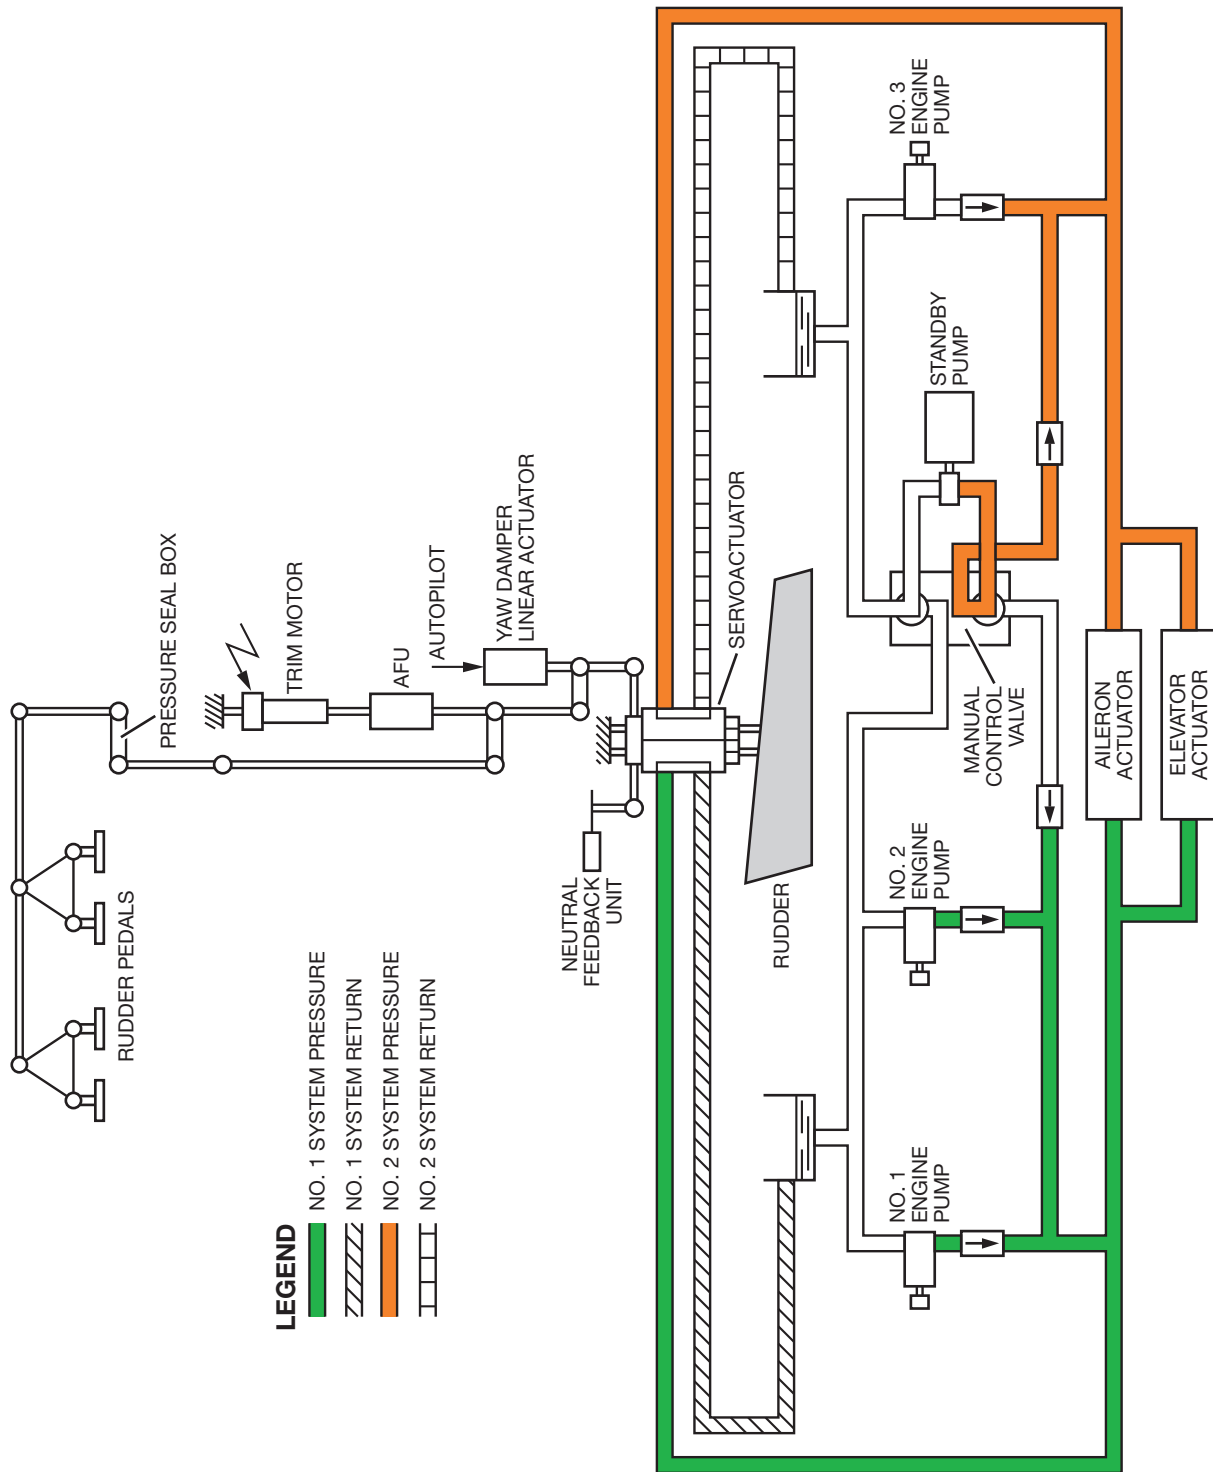 RUDDER PEDALS
PRESSURE SEAL BOX
TRIM MOTOR
AFU
AUTOPILOT
YAW DAMPER
LINEAR ACTUATOR
NEUTRAL
FEEDBACK
UNIT
SERVOACTUATOR
RUDDER
LEGEND
NO. 1 SYSTEM PRESSURE
NO. 1 SYSTEM RETURN
NO. 2 SYSTEM PRESSURE
NO. 2 SYSTEM RETURN
NO. 1
ENGINE
PUMP
NO. 2
ENGINE
PUMP
STANDBY
PUMP
NO. 3
ENGINE
PUMP
MANUAL
CONTROL
VALVE
AILERON
ACTUATOR
ELEVATOR
ACTUATOR